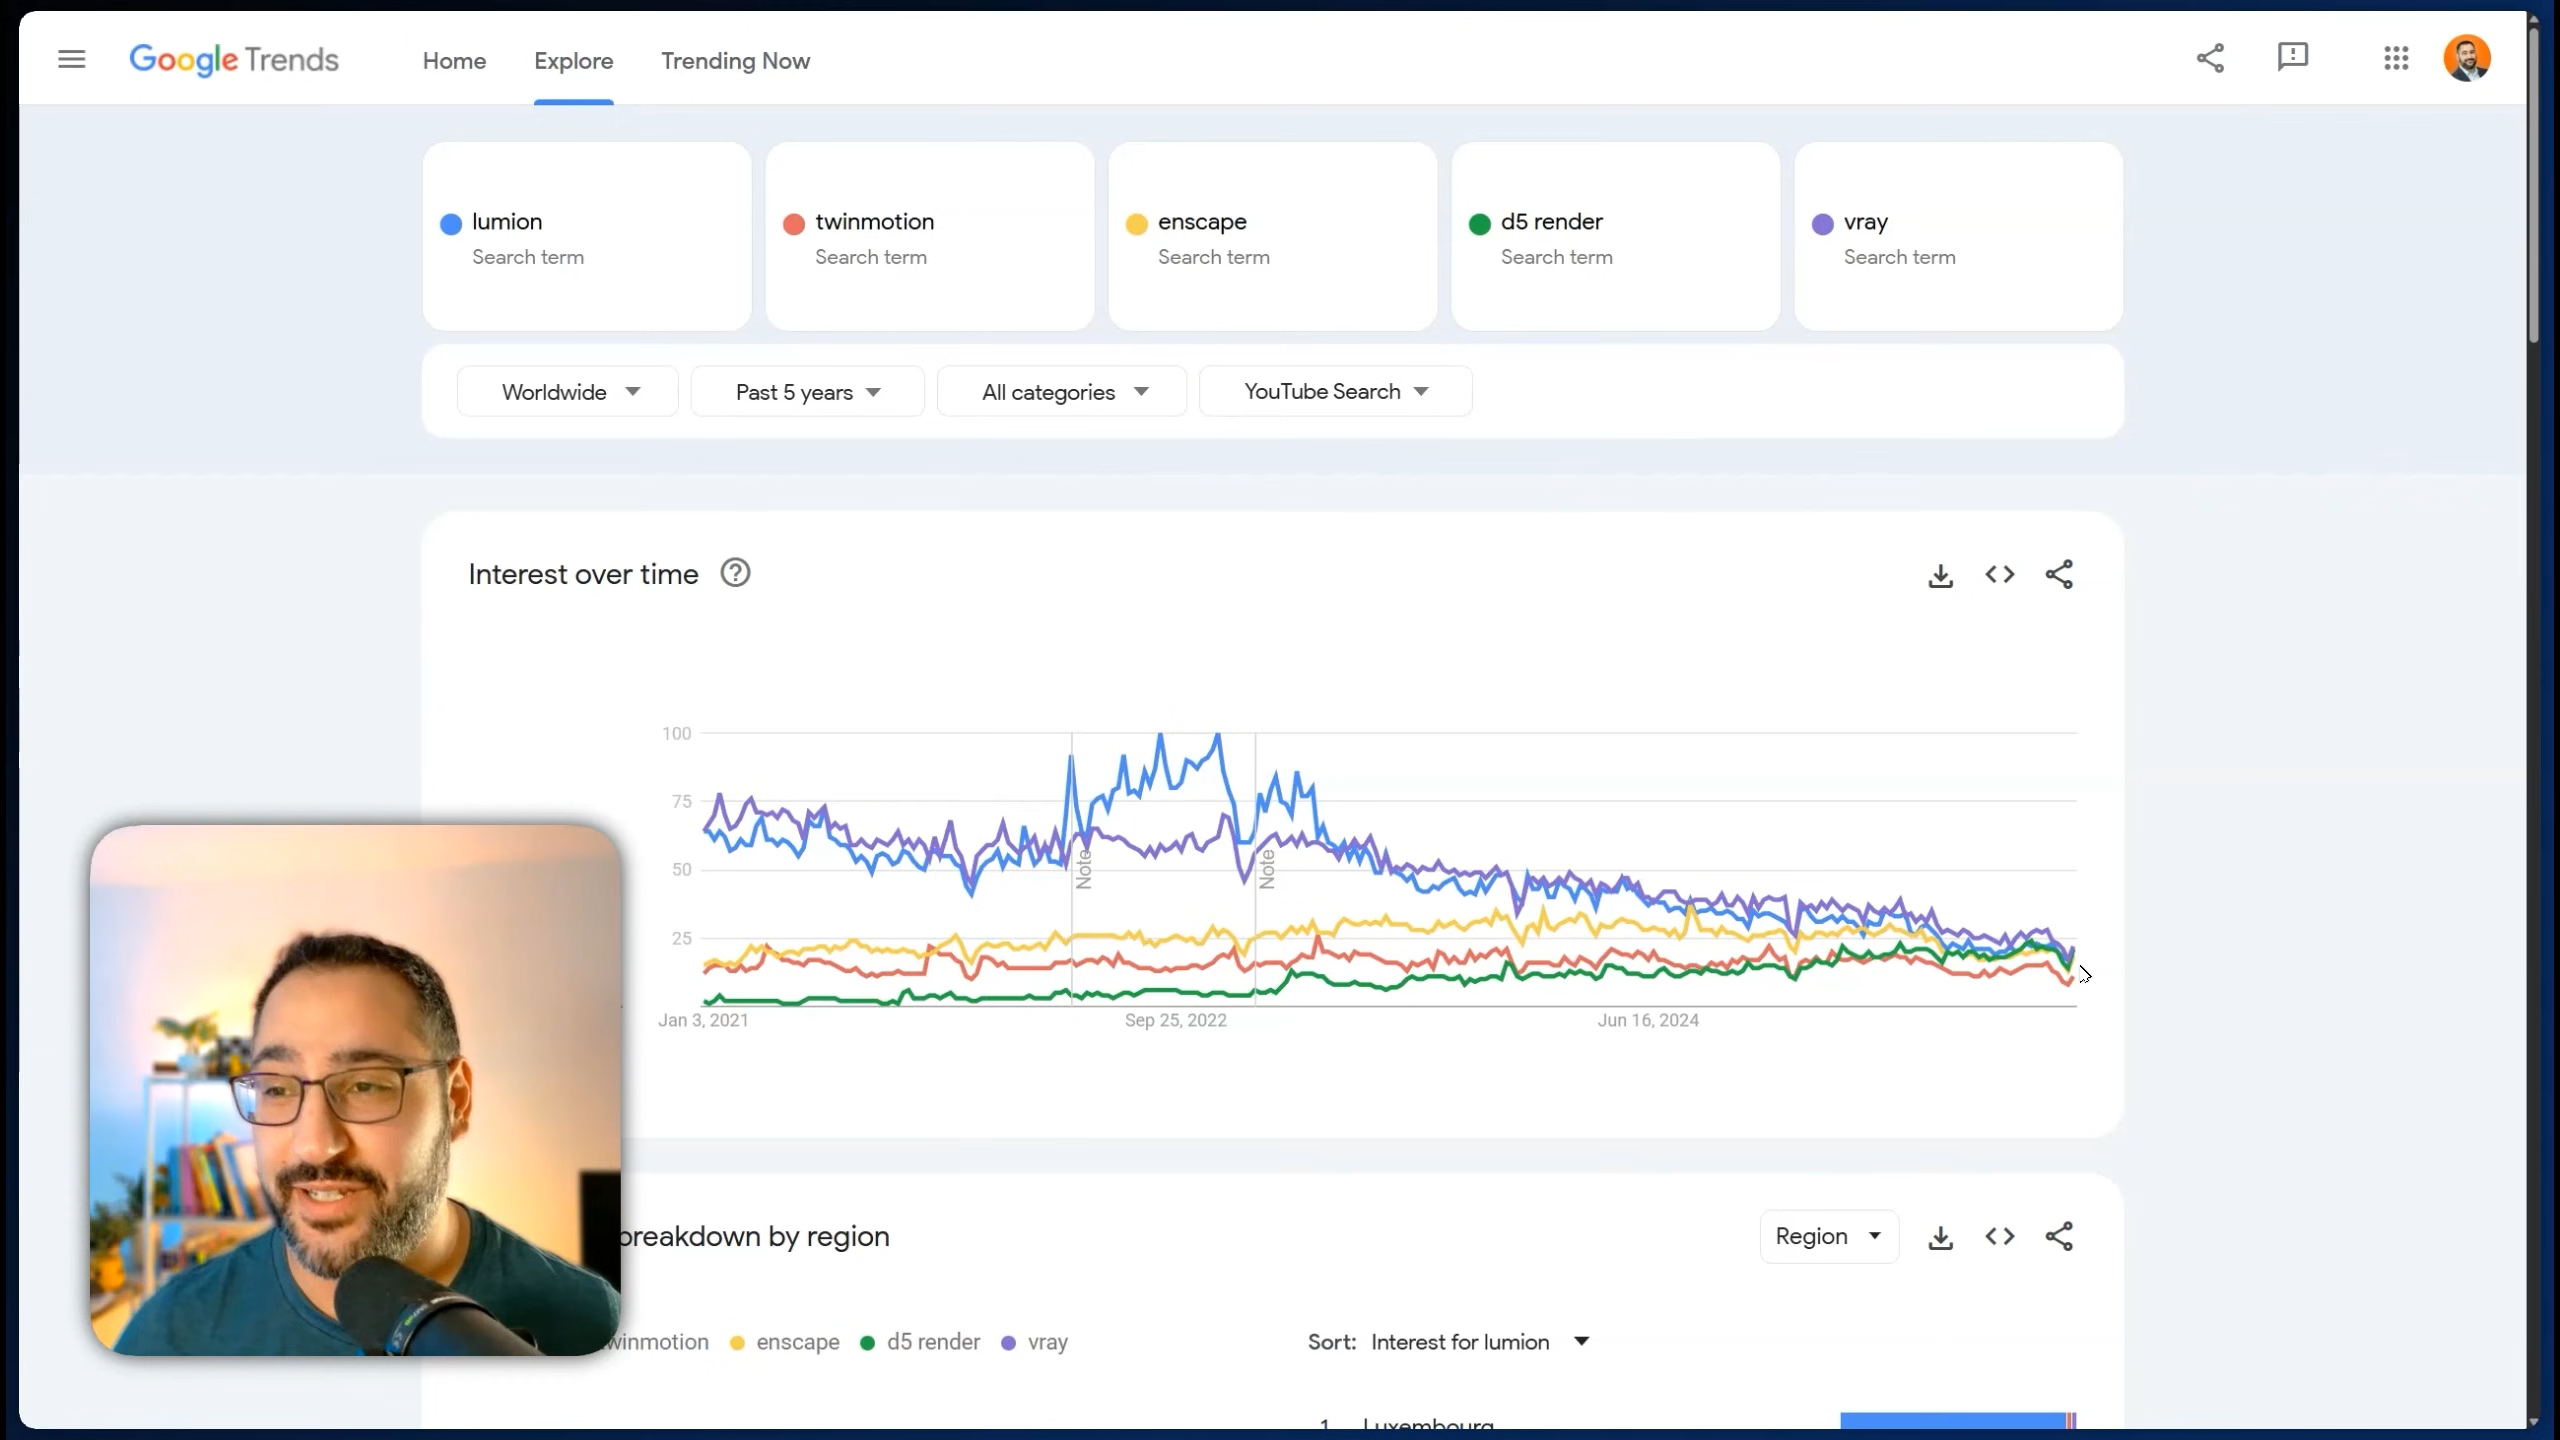 Google Trends
Home
Explore
Trending Now
lumion
Search term
twinmotion
Search term
enscape
Search term
d5 render
Search term
vray
Search term
Worldwide
Past 5 years
All categories
YouTube Search
Interest over time
100
75
50
25
Note
Note
Jan 3, 2021
Sep 25, 2022
Jun 16, 2024
breakdown by region
Region
winmotion
enscape
d5 render
vray
Sort: Interest for lumion
1 Luxembourg